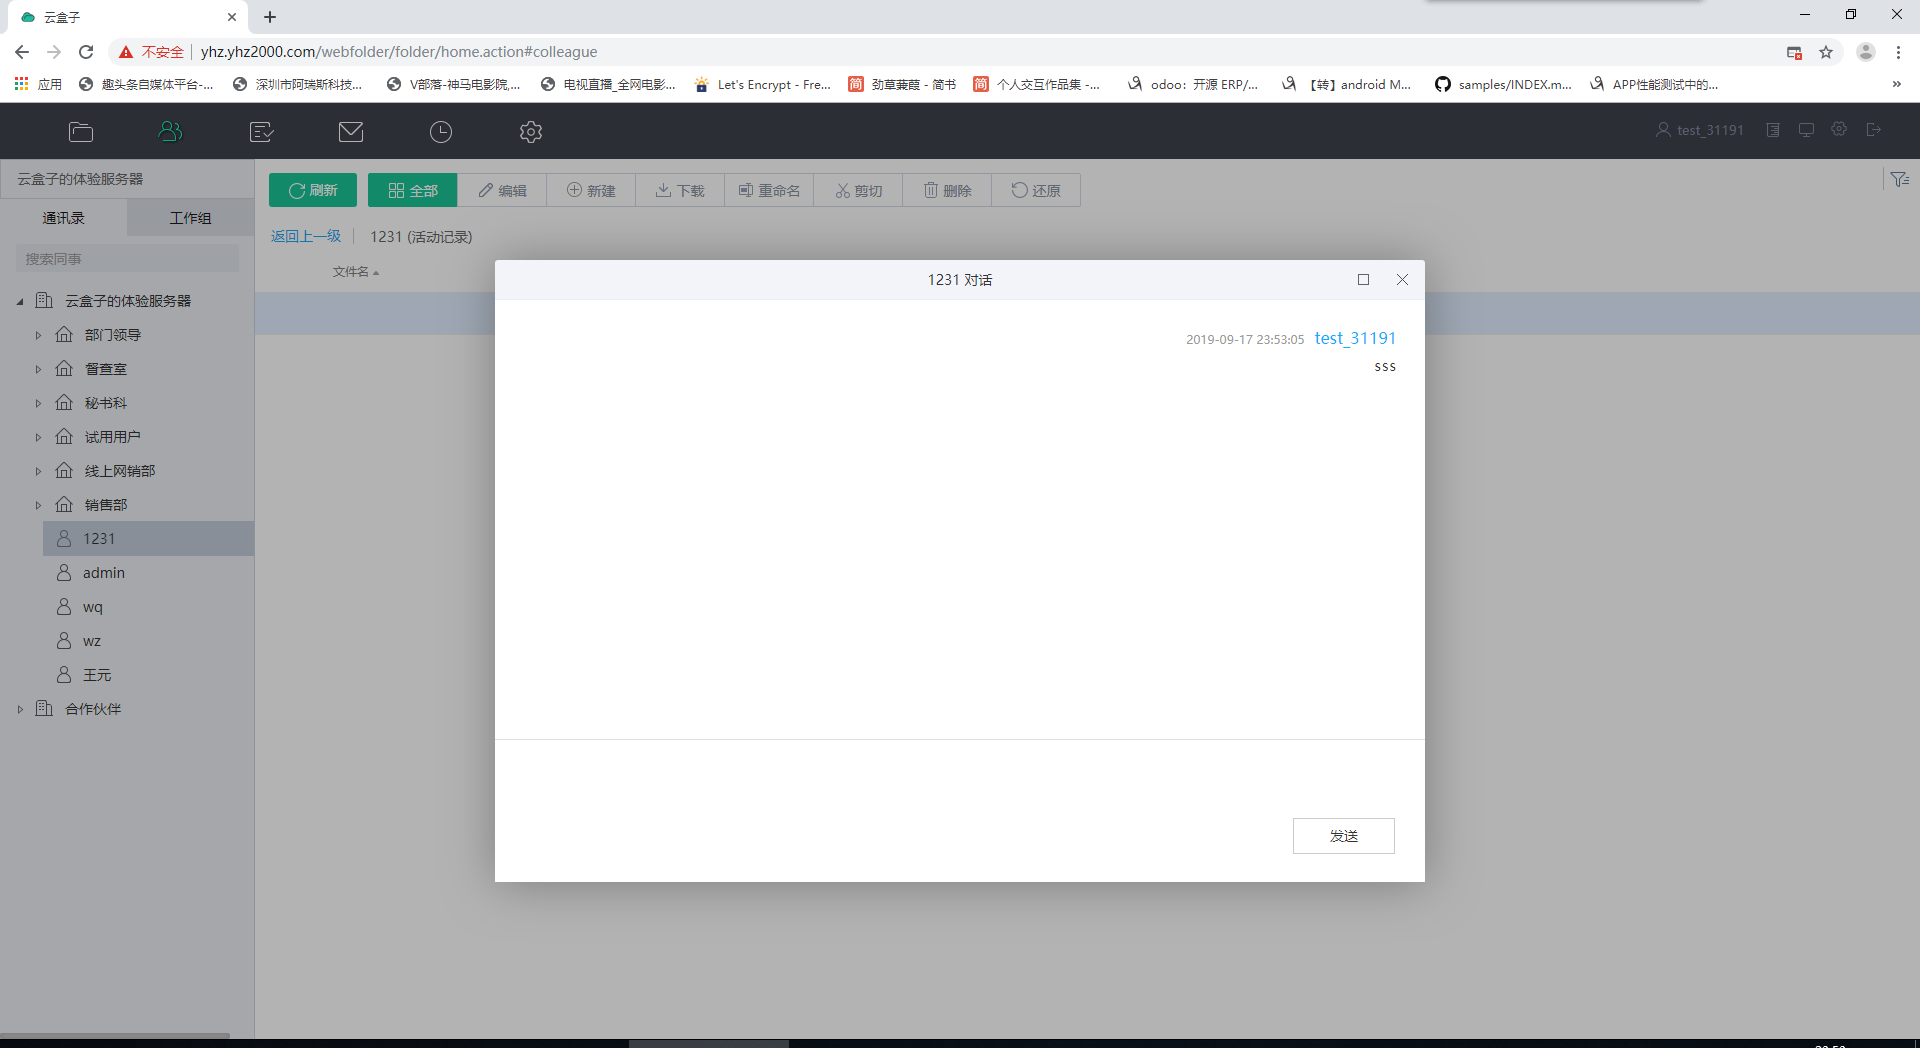 云盒子
不安全 yhz.yhz2000.com/webfolder/folder/home.action#colleague
应用 趣头条自媒体平台-... 深圳市阿瑞斯科技... V部落-神马电影院,... 电视直播_全网电影... Let's Encrypt - Fre... 简 劲草蒹葭 - 简书 简 个人交互作品集 -... odoo：开源 ERP/... 【转】android M... samples/INDEX.m... APP性能测试中的... »
test_31191
云盒子的体验服务器
通讯录 工作组
搜索同事
云盒子的体验服务器
部门领导
督查室
秘书科
试用用户
线上网销部
销售部
1231
admin
wq
wz
王元
合作伙伴
刷新 全部 编辑 新建 下载 重命名 剪切 删除 还原
返回上一级 1231 (活动记录)
文件名
1231 对话
2019-09-17 23:53:05 test_31191
sss
发送